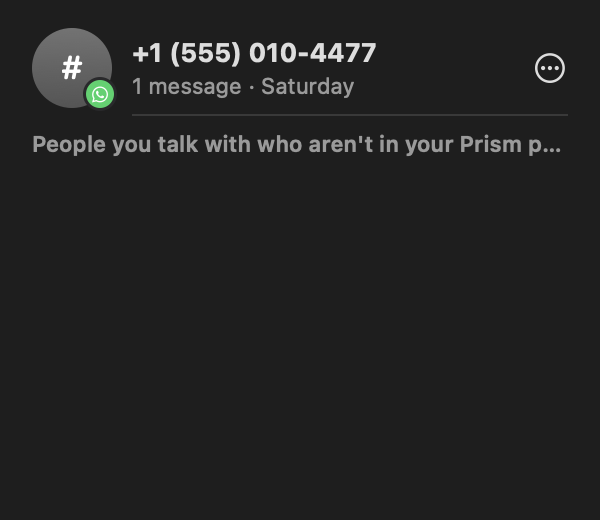 #
+1 (555) 010-4477
1 message · Saturday
People you talk with who aren't in your Prism p...